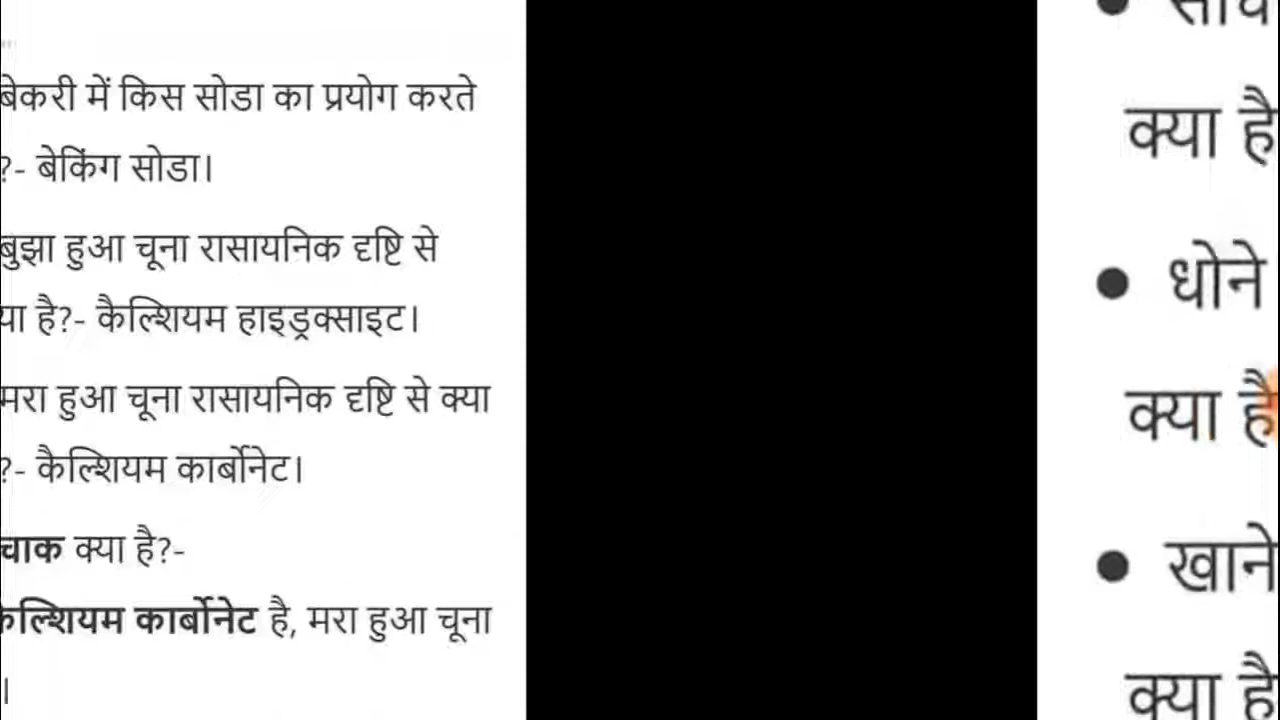 बेकरी में किस सोडा का प्रयोग करते
?- बेकिंग सोडा।
बुझा हुआ चूना रासायनिक दृष्टि से
या है?- कैल्शियम हाइड्रक्साइट।
मरा हुआ चूना रासायनिक दृष्टि से क्या
?- कैल्शियम कार्बोनेट।
चाक क्या है?-
कैल्शियम कार्बोनेट है, मरा हुआ चूना
।
क्या है
• धोने
क्या है
• खाने
क्या है